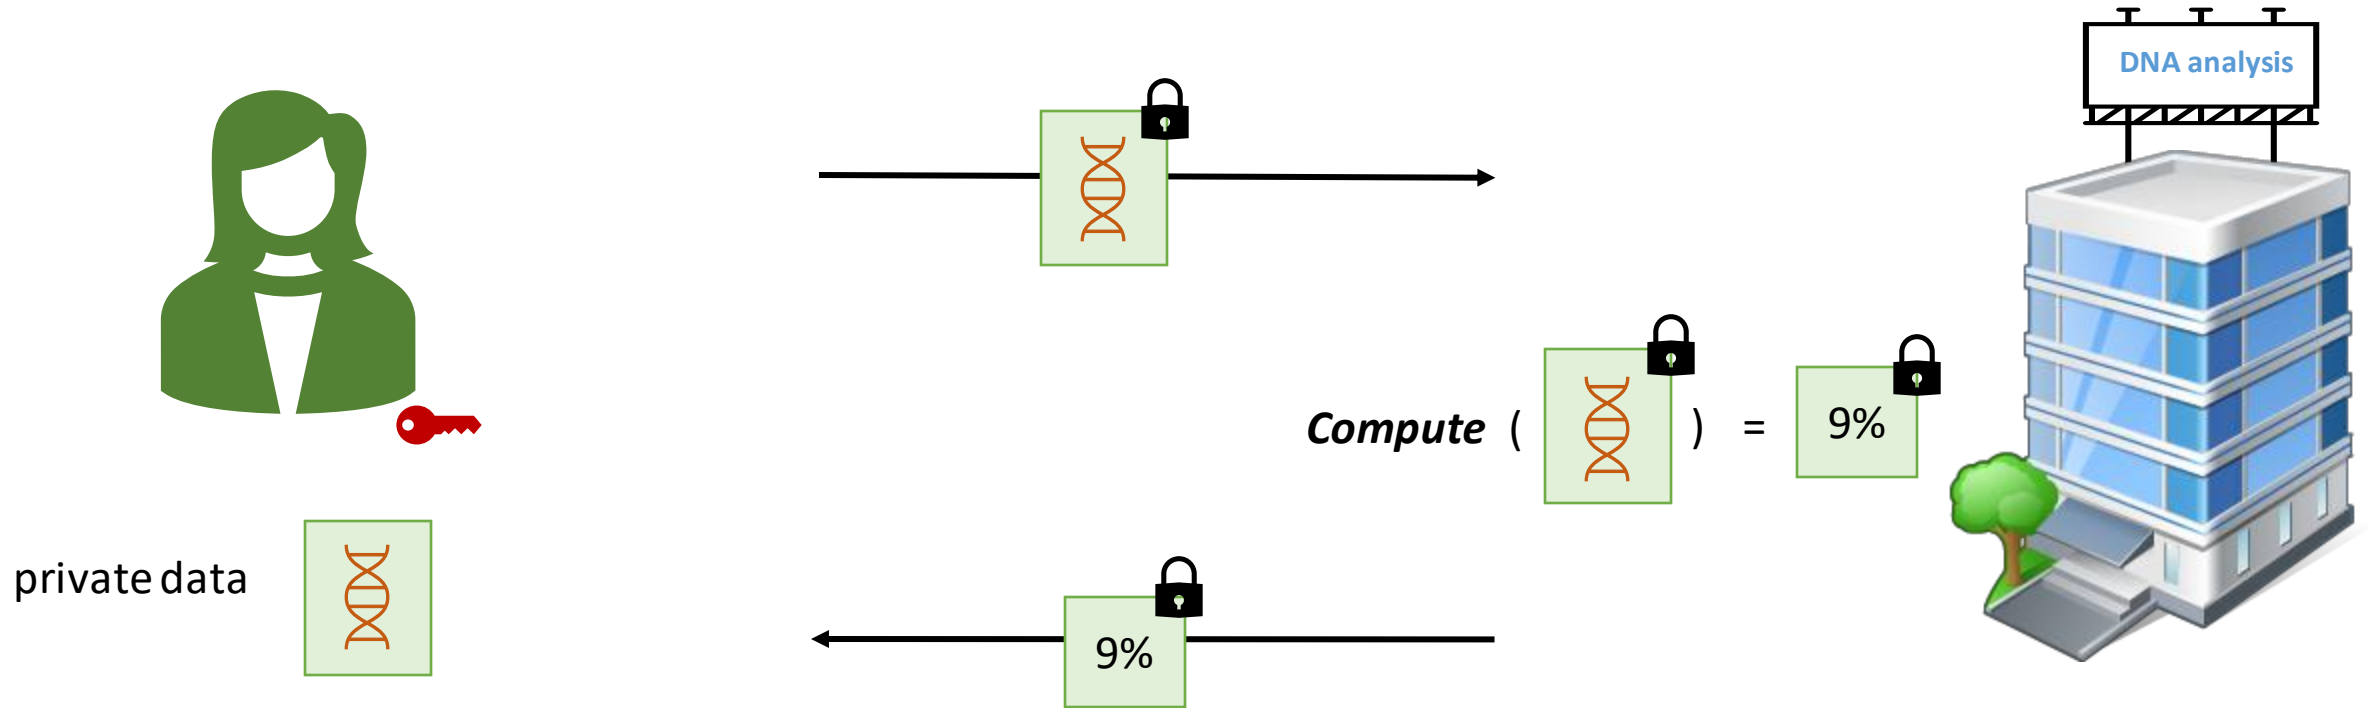 DNA analysis
Compute ( ) = 9%
private data
9%